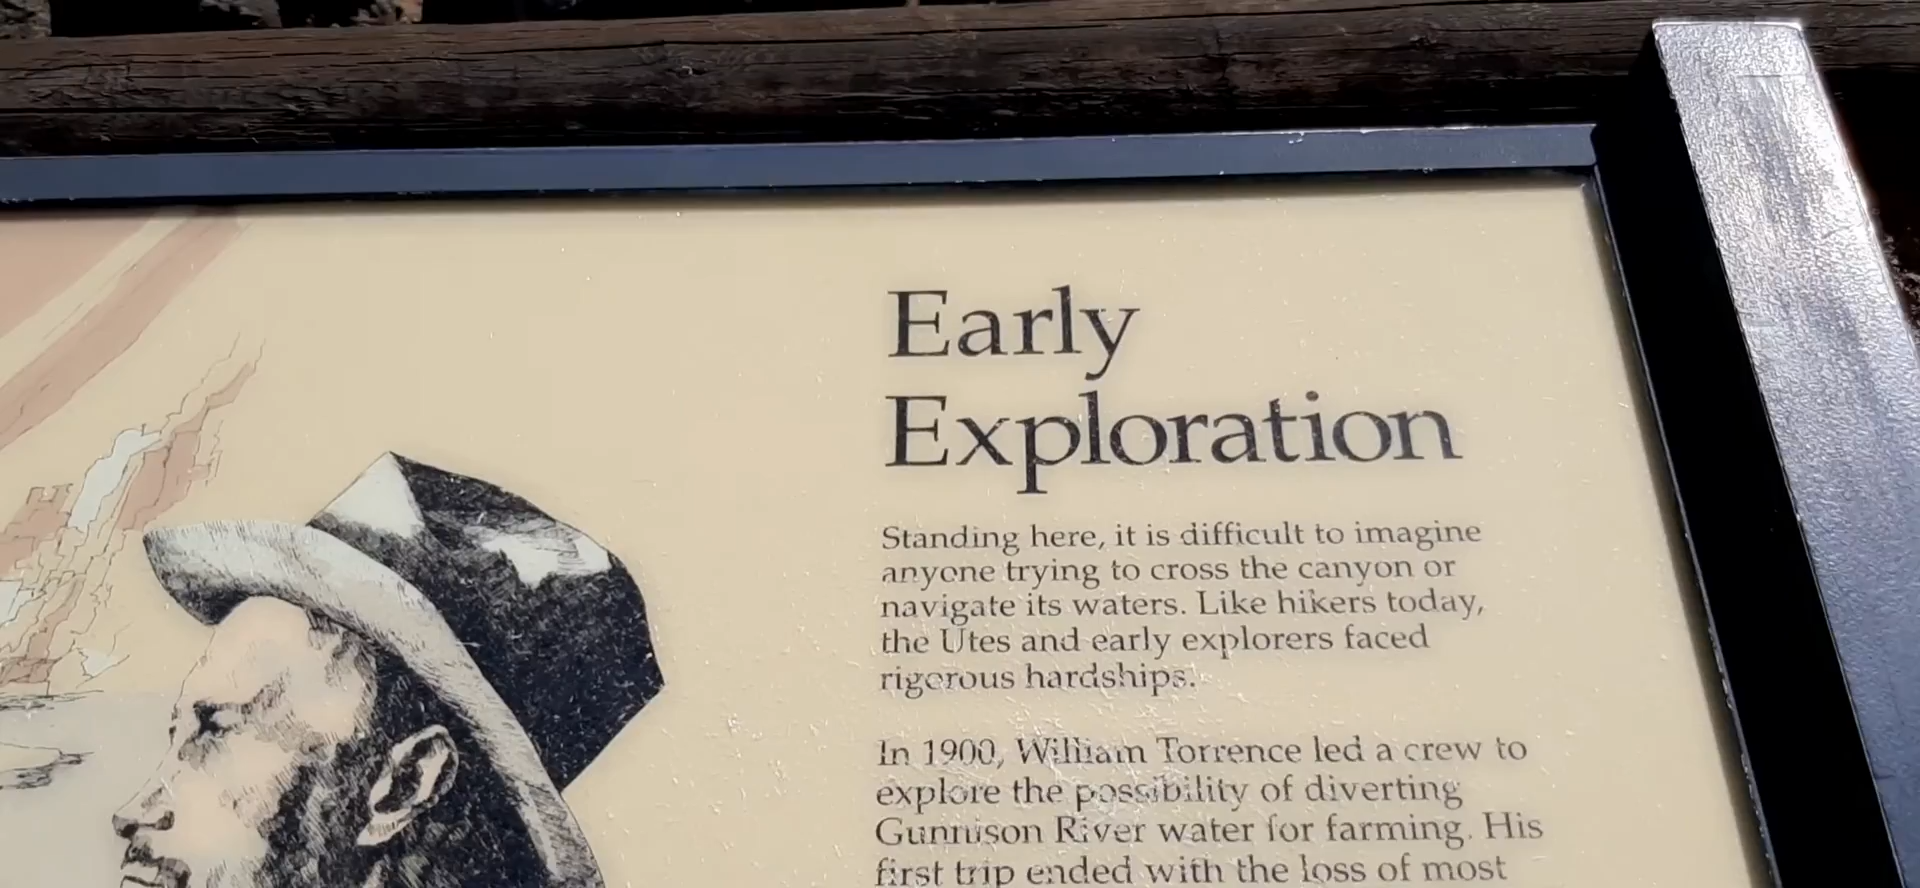 Early
Exploration
Standing here, it is difficult to imagine
anyone trying to cross the canyon or
navigate its waters. Like hikers today,
the Utes and early explorers faced
rigorous hardships.
In 1900, William Torrence led a crew to
explore the possibility of diverting
Gunnison River water for farming. His
first trip ended with the loss of most